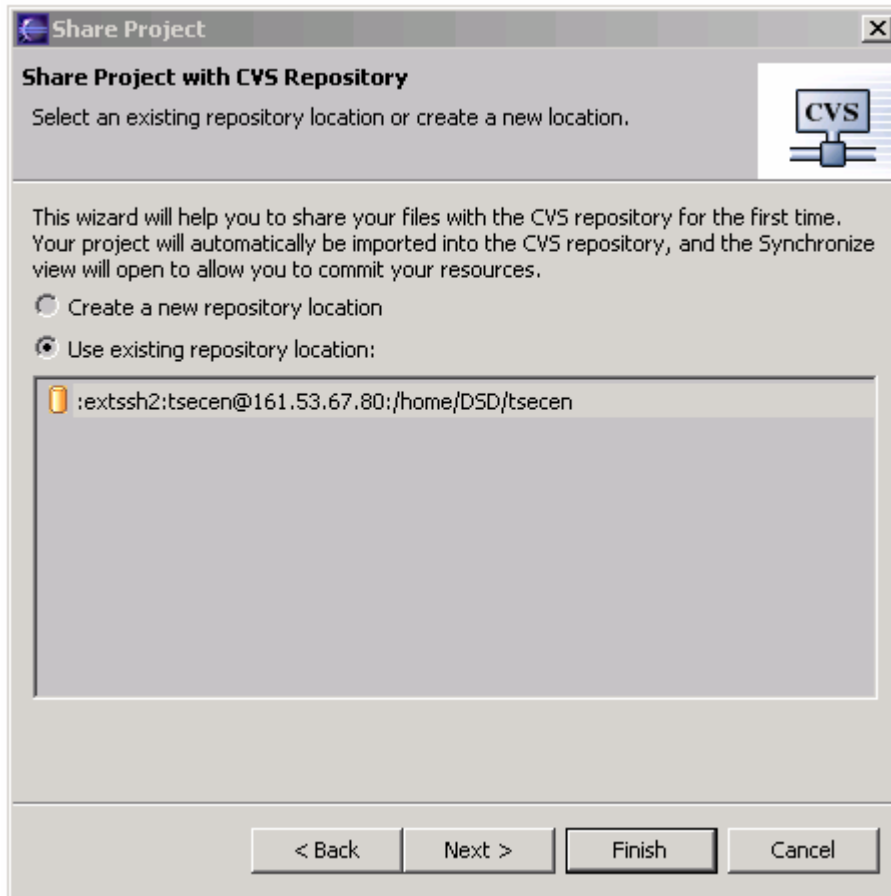 Share Project
Share Project with CVS Repository
Select an existing repository location or create a new location.
CVS
This wizard will help you to share your files with the CVS repository for the first time.
Your project will automatically be imported into the CVS repository, and the Synchronize
view will open to allow you to commit your resources.
Create a new repository location
Use existing repository location:
:extssh2:tsecen@161.53.67.80:/home/DSD/tsecen
< Back
Next >
Finish
Cancel